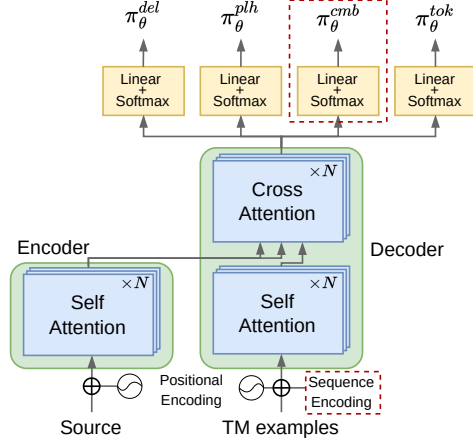 π_θ^del π_θ^plh π_θ^cmb π_θ^tok
Linear + Softmax
Linear + Softmax
Linear + Softmax
Linear + Softmax
×N
Cross
Attention
Encoder
Decoder
×N
Self
Attention
×N
Self
Attention
Positional
Encoding
Sequence
Encoding
Source
TM examples